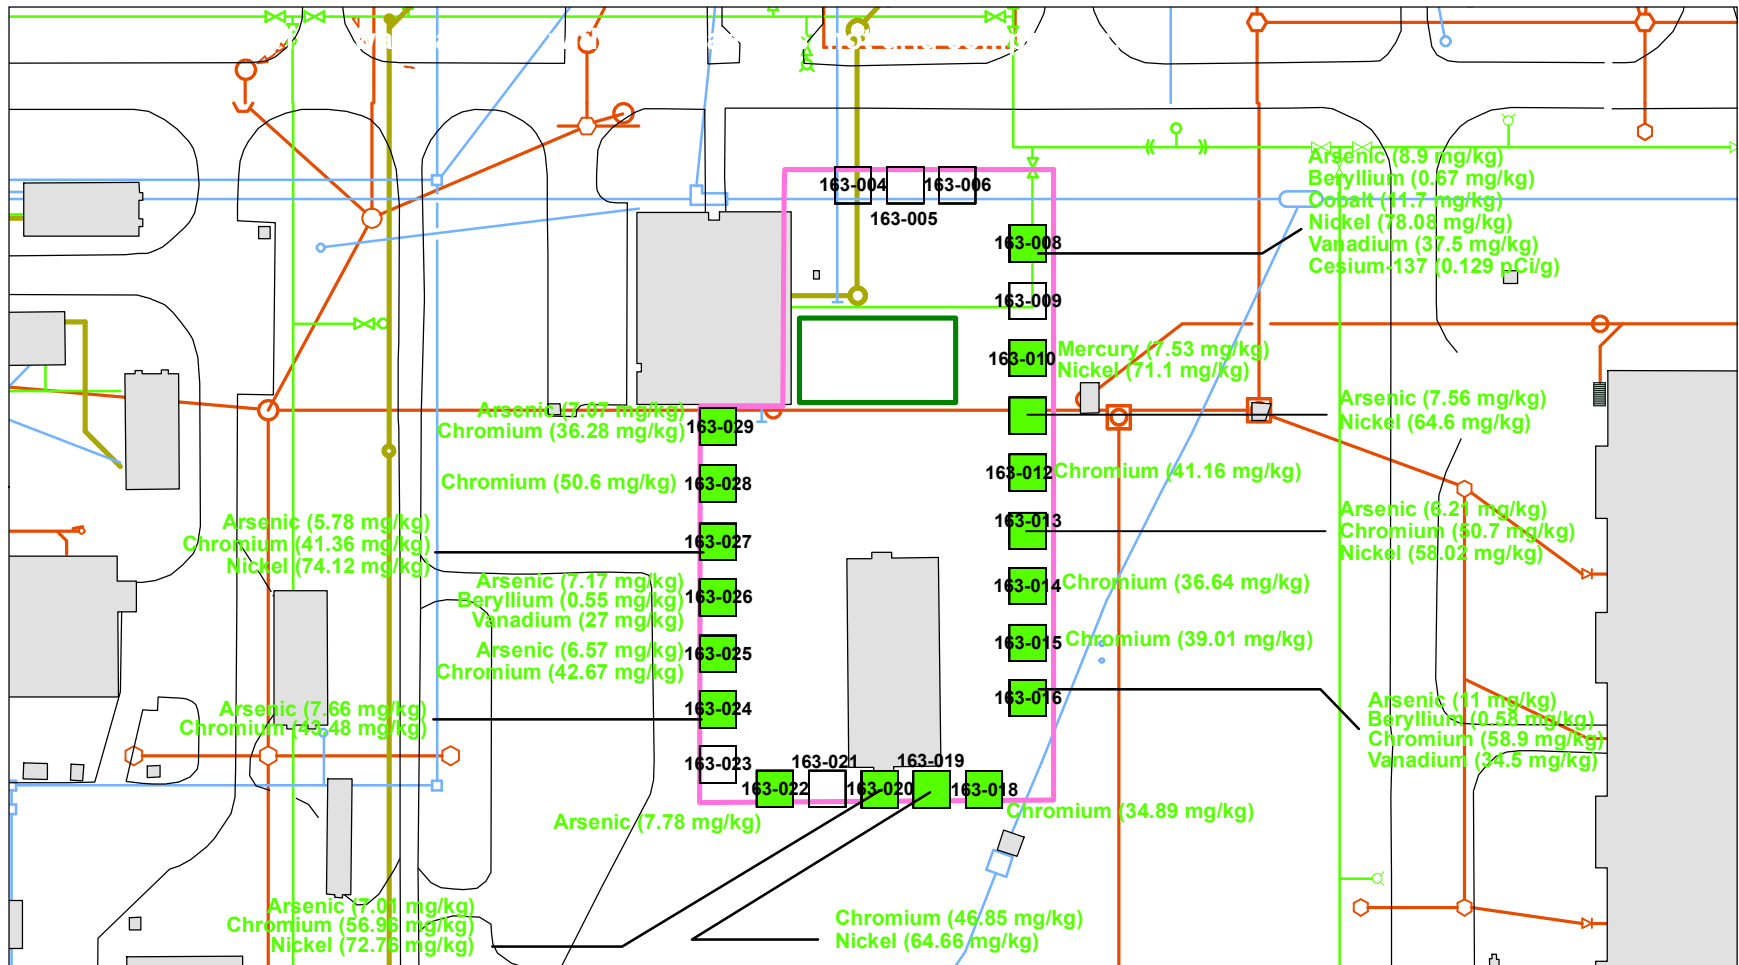 163-004
163-006
163-005
Arsenic (8.9 mg/kg)
Beryllium (0.67 mg/kg)
Cobalt (11.7 mg/kg)
Nickel (78.08 mg/kg)
Vanadium (37.5 mg/kg)
Cesium-137 (0.129 pCi/g)
163-008
163-009
163-010
Mercury (7.53 mg/kg)
Nickel (71.1 mg/kg)
Arsenic (7.56 mg/kg)
Nickel (64.6 mg/kg)
Arsenic (7.07 mg/kg)
Chromium (36.28 mg/kg)
163-029
163-012
Chromium (41.16 mg/kg)
Chromium (50.6 mg/kg)
163-028
163-013
Arsenic (6.21 mg/kg)
Chromium (50.7 mg/kg)
Nickel (58.02 mg/kg)
Arsenic (5.78 mg/kg)
Chromium (41.36 mg/kg)
Nickel (74.12 mg/kg)
163-027
163-014
Chromium (36.64 mg/kg)
Arsenic (7.17 mg/kg)
Beryllium (0.55 mg/kg)
Vanadium (27 mg/kg)
163-026
163-015
Chromium (39.01 mg/kg)
Arsenic (6.57 mg/kg)
Chromium (42.67 mg/kg)
163-025
163-016
Arsenic (11 mg/kg)
Beryllium (0.58 mg/kg)
Chromium (58.9 mg/kg)
Vanadium (34.5 mg/kg)
Arsenic (7.66 mg/kg)
Chromium (43.48 mg/kg)
163-024
163-023
163-021
163-019
163-022
163-020
163-018
Arsenic (7.78 mg/kg)
Chromium (34.89 mg/kg)
Arsenic (7.01 mg/kg)
Chromium (56.96 mg/kg)
Nickel (72.76 mg/kg)
Chromium (46.85 mg/kg)
Nickel (64.66 mg/kg)